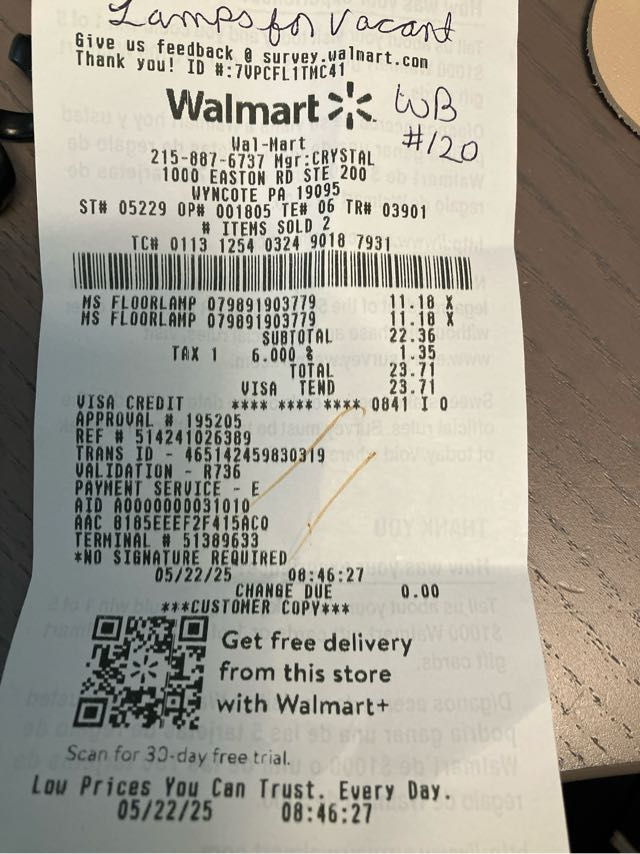 Lamps for Vacant
Give us feedback @ survey.walmart.com
Thank you! ID #:7VPCFL1TMC41
Walmart
WB
#120
Wal-Mart
215-887-6737 Mgr:CRYSTAL
1000 EASTON RD STE 200
WYNCOTE PA 19095
ST# 05229 OP# 001805 TE# 06 TR# 03901
# ITEMS SOLD 2
TC# 0113 1254 0324 9018 7931
MS FLOORLAMP 079891903779 11.18 X
MS FLOORLAMP 079891903779 11.18 X
SUBTOTAL 22.36
TAX 1 6.000 % 1.35
TOTAL 23.71
VISA TEND 23.71
VISA CREDIT **** **** **** 0841 I 0
APPROVAL # 195205
REF # 514241026389
TRANS ID - 465142459830319
VALIDATION - R736
PAYMENT SERVICE - E
AID A0000000031010
AAC 8185EEEF2F415AC0
TERMINAL # 51389633
*NO SIGNATURE REQUIRED
05/22/25 08:46:27
CHANGE DUE 0.00
***CUSTOMER COPY***
Get free delivery
from this store
with Walmart+
Scan for 30-day free trial.
Low Prices You Can Trust. Every Day.
05/22/25 08:46:27